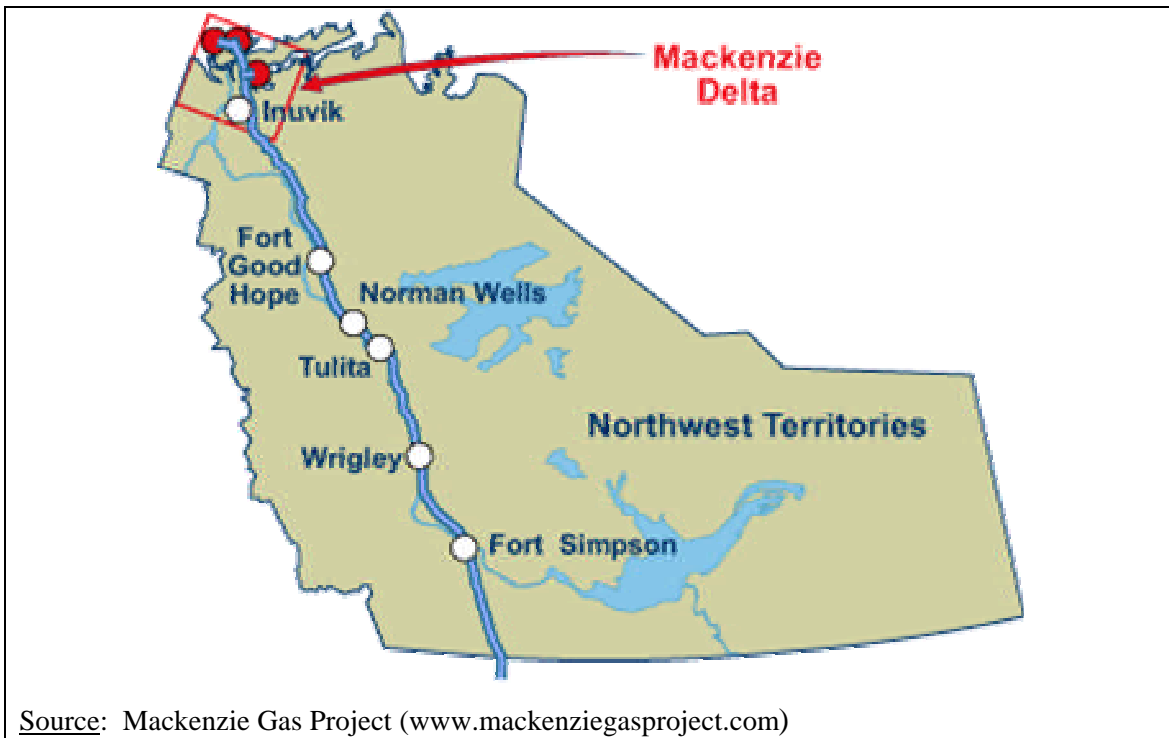 Mackenzie
Delta
Inuvik
Fort
Good
Hope
Norman Wells
Tulita
Northwest Territories
Wrigley
Fort Simpson
Source: Mackenzie Gas Project (www.mackenziegasproject.com)